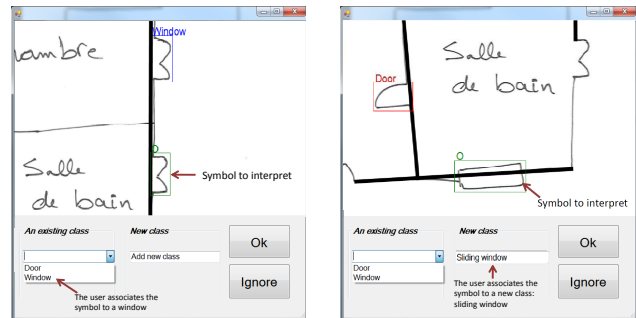 Window
hambre
O
Salle
de bain
Symbol to interpret
An existing class
New class
Add new class
Door
Window
Ok
Ignore
The user associates the
symbol to a window
Salle
de bain
Door
O
Symbol to interpret
An existing class
New class
Sliding window
Door
Window
Ok
Ignore
The user associates the
symbol to a new class:
sliding window